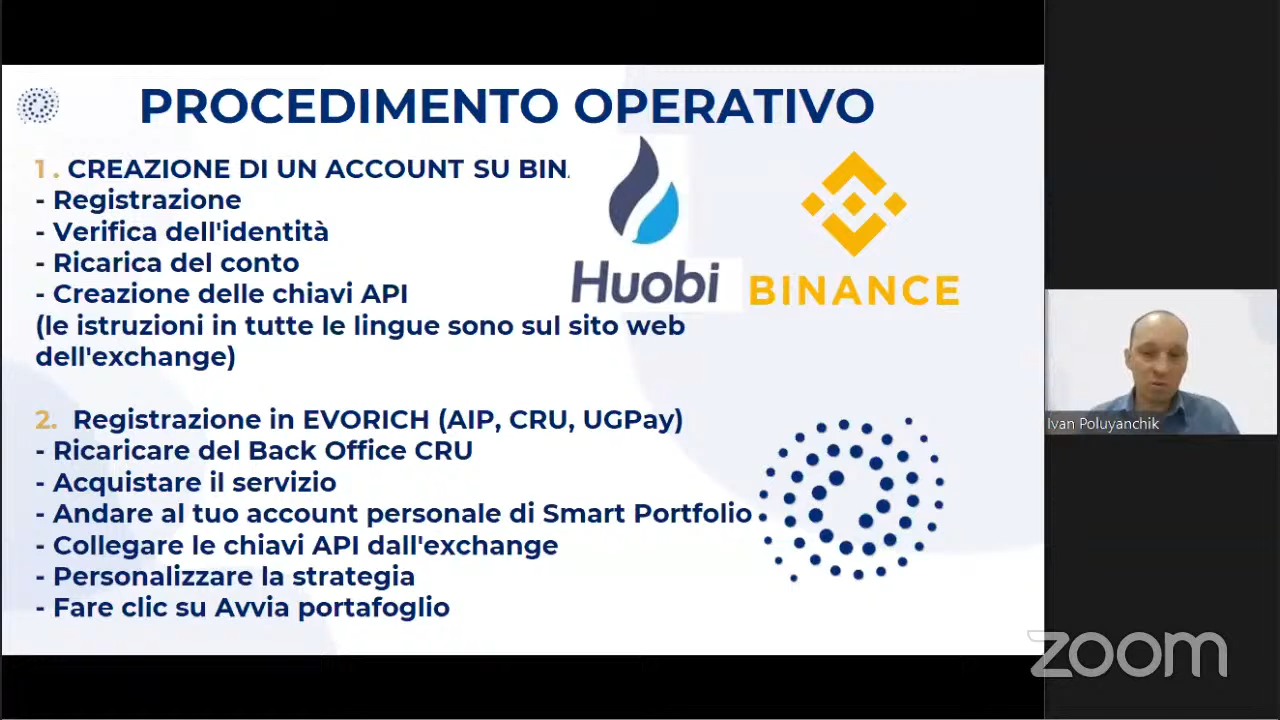 PROCEDIMENTO OPERATIVO
1 . CREAZIONE DI UN ACCOUNT SU BIN
- Registrazione
- Verifica dell'identità
- Ricarica del conto
- Creazione delle chiavi API
(le istruzioni in tutte le lingue sono sul sito web
dell'exchange)
Huobi
BINANCE
2. Registrazione in EVORICH (AIP, CRU, UGPay)
- Ricaricare del Back Office CRU
- Acquistare il servizio
- Andare al tuo account personale di Smart Portfolio
- Collegare le chiavi API dall'exchange
- Personalizzare la strategia
- Fare clic su Avvia portafoglio
Ivan Poluyanchik
zoom